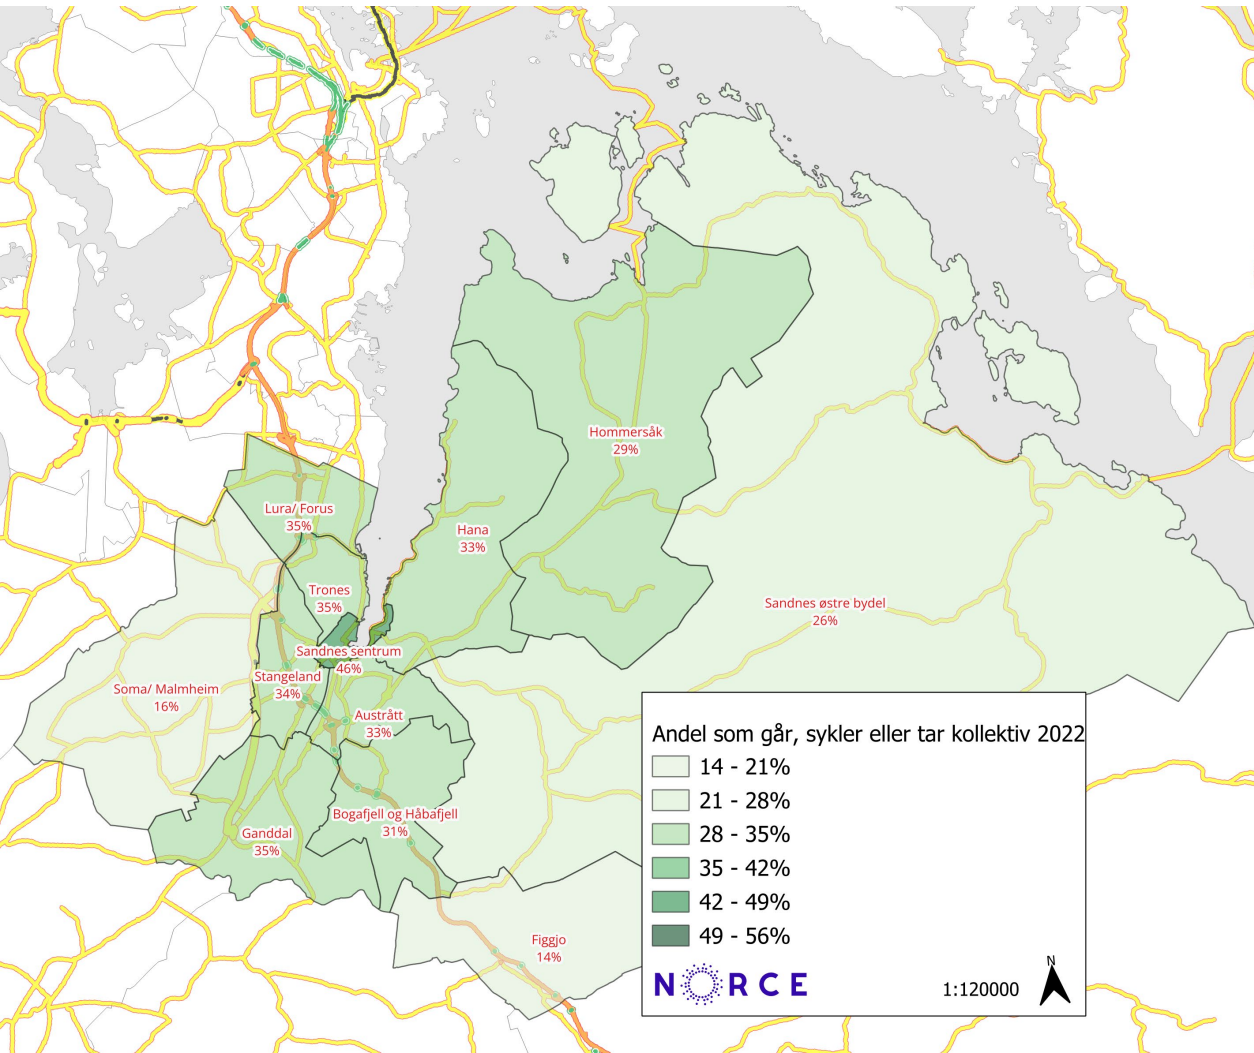 Hommersåk
29%
Lura/ Forus
35%
Hana
33%
Trones
35%
Sandnes østre bydel
26%
Sandnes sentrum
46%
Stangeland
34%
Soma/ Malmheim
16%
Austrått
33%
Bogafjell og Håbafjell
31%
Ganddal
35%
Figgjo
14%
Andel som går, sykler eller tar kollektiv 2022
14 - 21%
21 - 28%
28 - 35%
35 - 42%
42 - 49%
49 - 56%
NORCE
1:120000
N